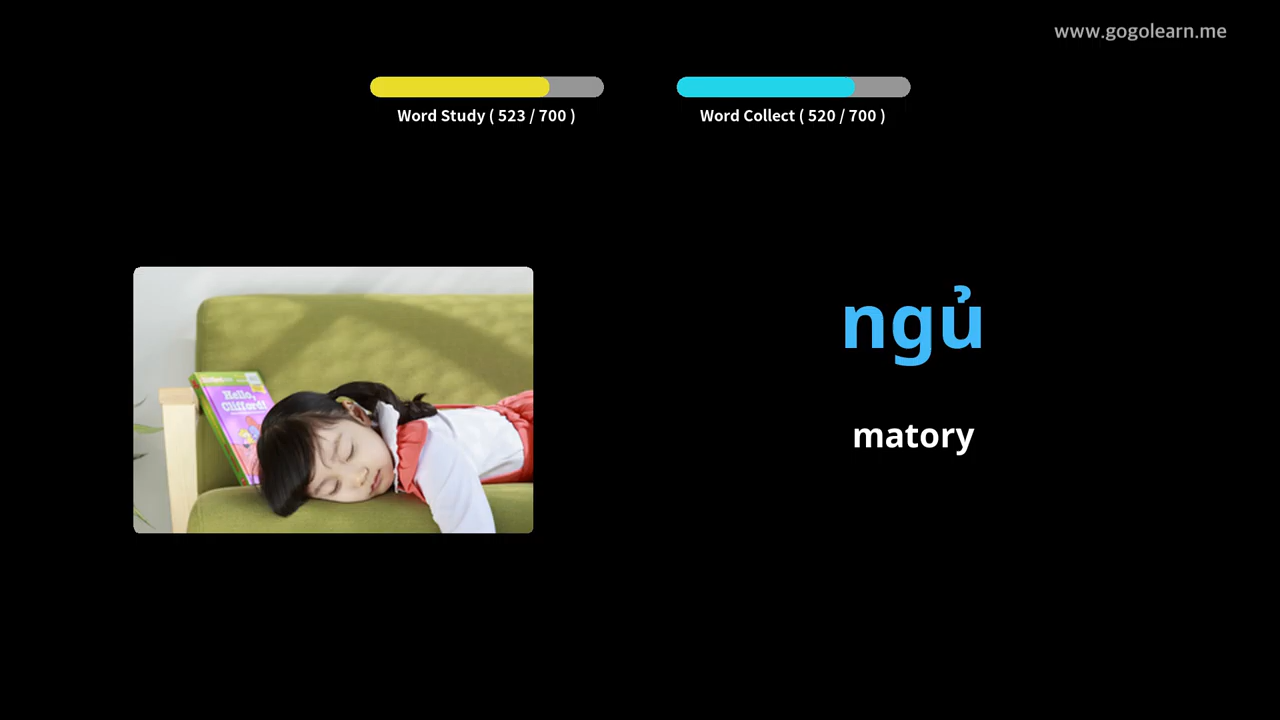 www.gogolearn.me
Word Study ( 523 / 700 )
Word Collect ( 520 / 700 )
ngủ
matory
Hello,
Clifford!